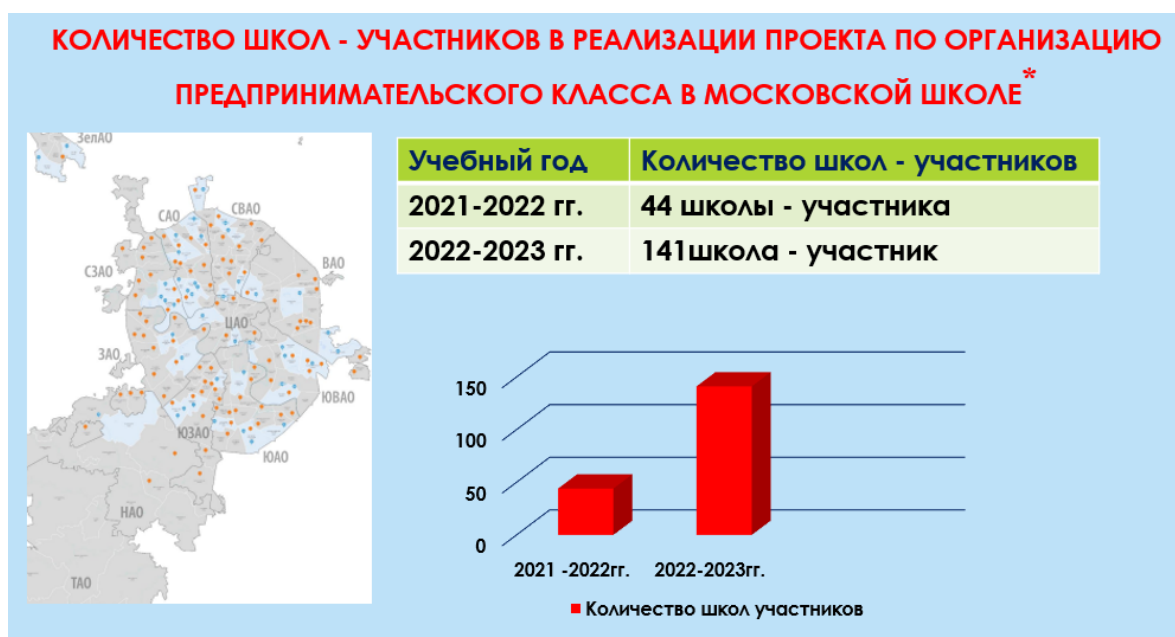 КОЛИЧЕСТВО ШКОЛ - УЧАСТНИКОВ В РЕАЛИЗАЦИИ ПРОЕКТА ПО ОРГАНИЗАЦИЮ
ПРЕДПРИНИМАТЕЛЬСКОГО КЛАССА В МОСКОВСКОЙ ШКОЛЕ*
ЗелАО
САО
СВАО
СЗАО
ВАО
ЦАО
ЗАО
ЮВАО
ЮЗАО
ЮАО
НАО
ТАО
Учебный год Количество школ - участников
2021-2022 гг. 44 школы - участника
2022-2023 гг. 141школа - участник
150
100
50
0
2021 -2022гг. 2022-2023гг.
Количество школ участников